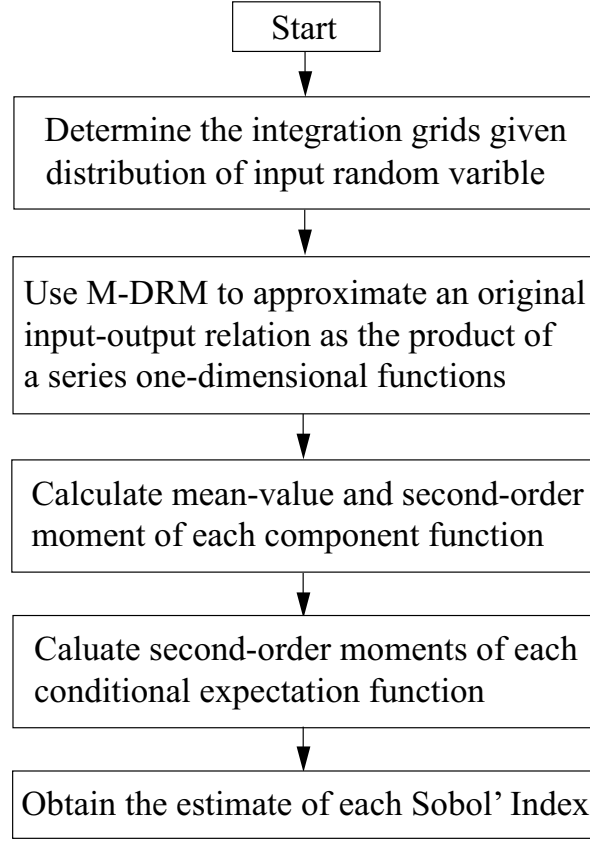 Start
Determine the integration grids given
distribution of input random varible
Use M-DRM to approximate an original
input-output relation as the product of
a series one-dimensional functions
Calculate mean-value and second-order
moment of each component function
Caluate second-order moments of each
conditional expectation function
Obtain the estimate of each Sobol’ Index